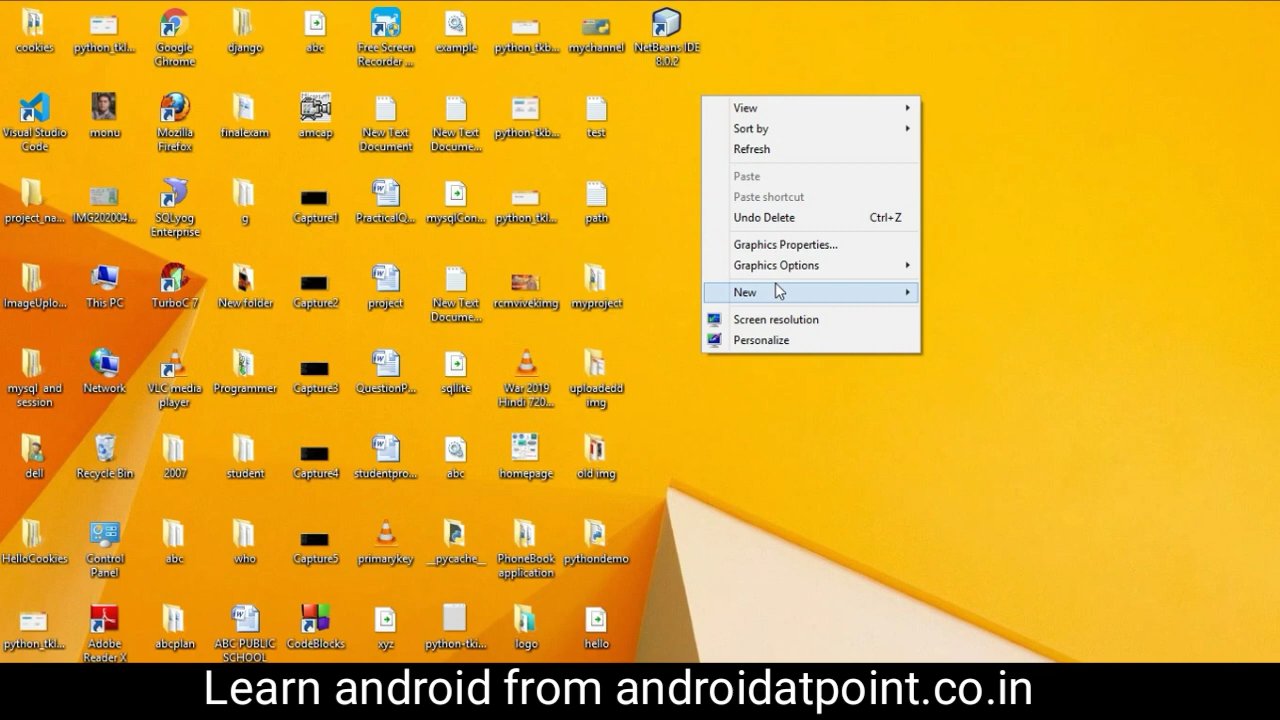 cookies
python_tkl...
Google
Chrome
django
abc
Free Screen
Recorder ...
example
python_tkb...
mychannel
NetBeans IDE
8.0.2
Visual Studio
Code
monu
Mozilla
Firefox
finalexam
amcap
New Text
Document
New Text
Docume...
python-tkb...
test
project_na...
IMG202004...
SQLyog
Enterprise
g
Capture1
PracticalQ...
mysqlCon...
python_tkl...
path
ImageUplo...
This PC
TurboC 7
New folder
Capture2
project
New Text
Docume...
rcmvivekimg
myproject
mysql and
session
Network
VLC media
player
Programmer
Capture3
QuestionP...
sqllite
War 2019
Hindi 720...
uploadedd
img
dell
Recycle Bin
2007
student
Capture4
studentpro...
abc
homepage
old img
HelloCookies
Control
Panel
abc
who
Capture5
primarykey
__pycache__
PhoneBook
application
pythondemo
python_tkl...
Adobe
Reader X
abcplan
ABC PUBLIC
SCHOOL
CodeBlocks
xyz
python-tki...
logo
hello
View
Sort by
Refresh
Paste
Paste shortcut
Undo Delete Ctrl+Z
Graphics Properties...
Graphics Options
New
Screen resolution
Personalize
Learn android from androidatpoint.co.in